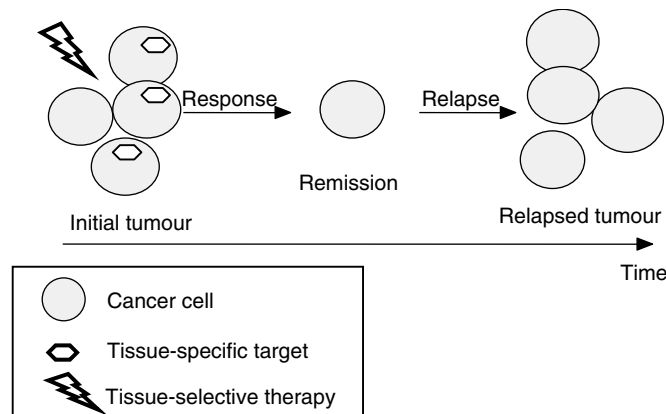 Response
Relapse
Remission
Initial tumour
Relapsed tumour
Time
Cancer cell
Tissue-specific target
Tissue-selective therapy